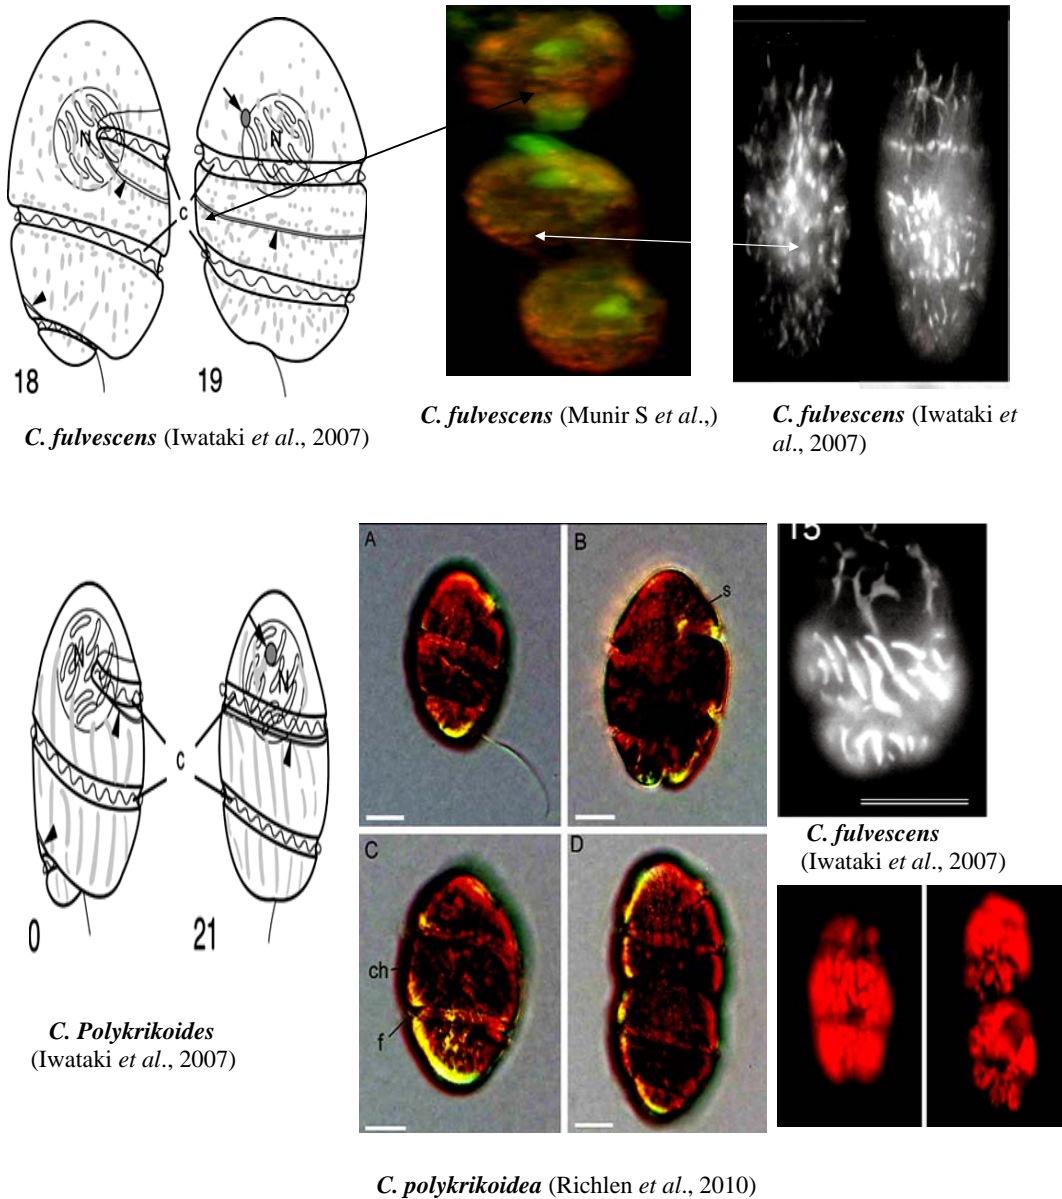 N
c
18
19
C. fulvescens (Iwataki et al., 2007)
C. fulvescens (Munir S et al.,)
C. fulvescens (Iwataki et
al., 2007)
N
N
c
0
21
C. Polykrikoides
(Iwataki et al., 2007)
A
B
s
C
D
ch
f
15
C. fulvescens
(Iwataki et al., 2007)
C. polykrikoidea (Richlen et al., 2010)